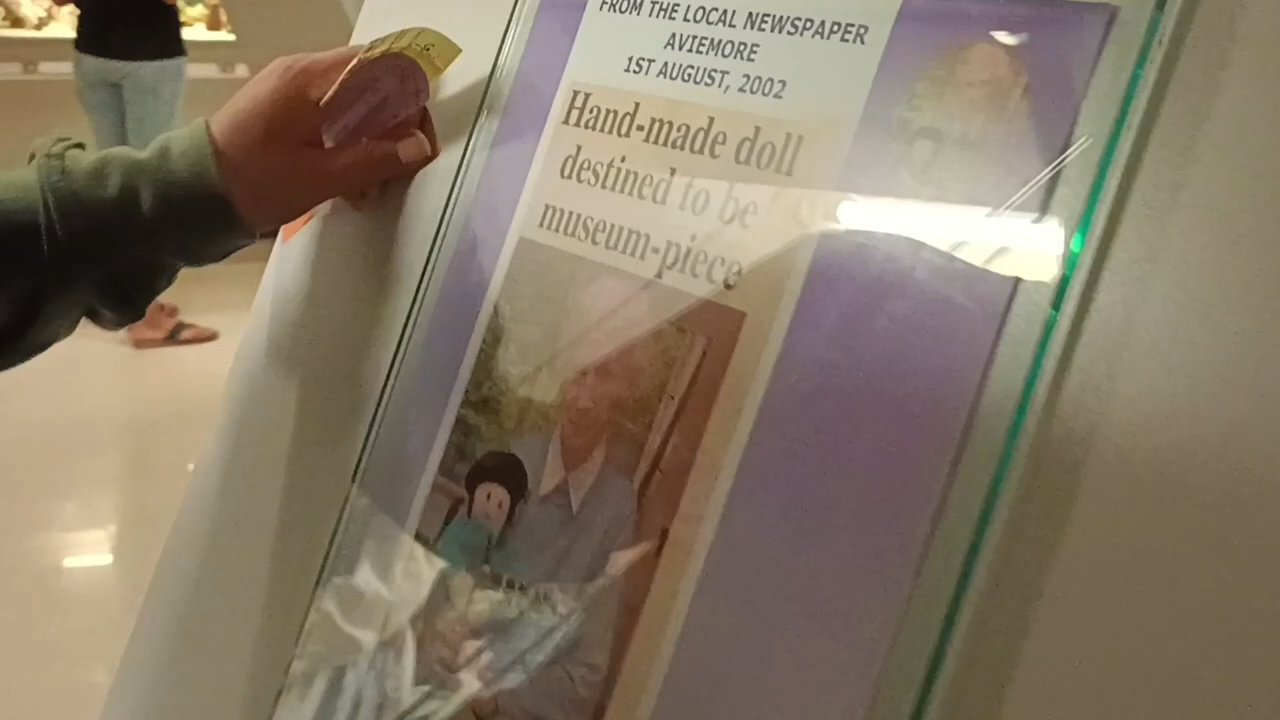 FROM THE LOCAL NEWSPAPER
AVIEMORE
1ST AUGUST, 2002
Hand-made doll
destined to be
museum-piece